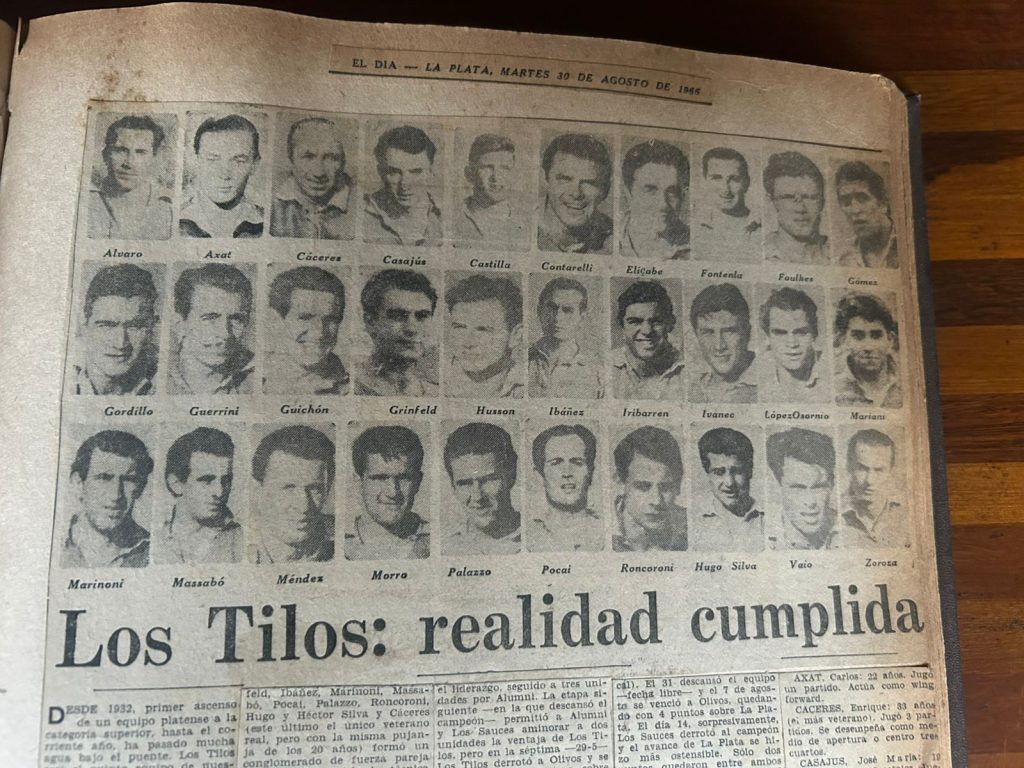 EL DIA — LA PLATA, MARTES 30 DE AGOSTO DE 1966
Alvaro Axat Cáceres Casajús Castilla Contarelli Eliçabe Fontenla Foulkes Gómez
Gordillo Guerrini Guichón Grinfeld Husson Ibáñez Iribarren Ivanec LópezOsornio Mariani
Marinoni Massabó Méndez Morro Palazzo Pocai Roncoroni Hugo Silva Vaio Zoroza
Los Tilos: realidad cumplida
DESDE 1932, primer ascenso
de un equipo platense a la
categoría superior, hasta el co-
rriente año, ha pasado mucha
agua bajo el puente. Los Tilos
feld, Ibáñez, Marinoni, Massa-
bó, Pocai, Palazzo, Roncoroni,
Hugo y Héctor Silva y Cáceres
(este último el único veterano
real, pero con la misma pujan-
za de los 20 años) formó un
conglomerado de fuerza pareja
el liderazgo, seguido a tres uni-
dades por Alumni. La etapa si-
guiente —en la que descansó el
campeón— permitió a Alumni
y Los Sauces aminorar a dos
unidades la ventaja de Los Ti-
los, pero en la séptima —29-5—
Los Tilos derrotó a Olivos y se
cal). El 31 descansó el equipo
—fecha libre— y el 7 de agos-
to se venció a Olivos, quedan-
do con 4 puntos sobre La Pla-
ta. El día 14, sorpresivamente,
Los Sauces derrotó al campeón
y el avance de La Plata se hi-
zo más ostensible. Sólo dos
puntos quedaron entre ambos
AXAT, Carlos: 22 años. Jugó
un partido. Actúa como wing
forward.
CACERES, Enrique: 33 años
(el más veterano). Jugó 3 par-
tidos. Se desempeña como me-
dio de apertura o centro tres
cuartos.
CASAJUS, José María: 19